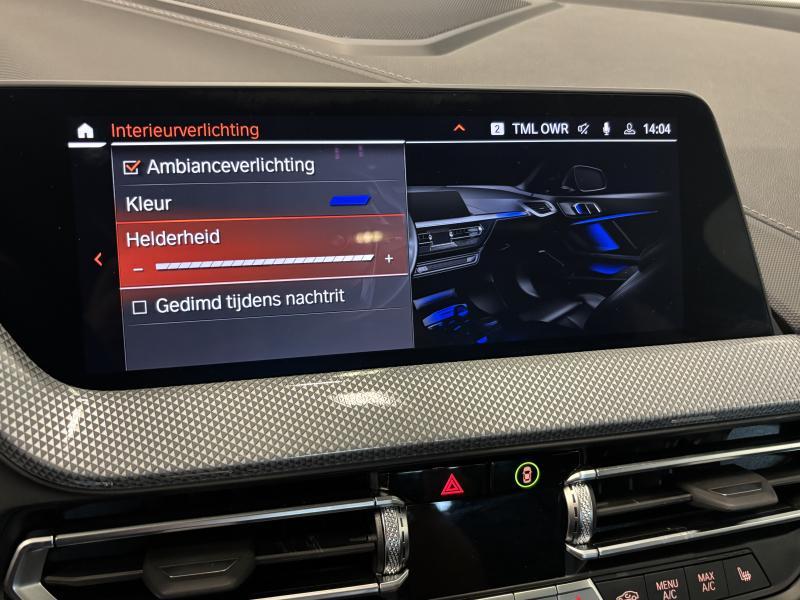 Interieurverlichting
2 TML OWR 14:04
Ambianceverlichting
Kleur
Helderheid
- +
Gedimd tijdens nachtrit
MENU A/C
MAX A/C